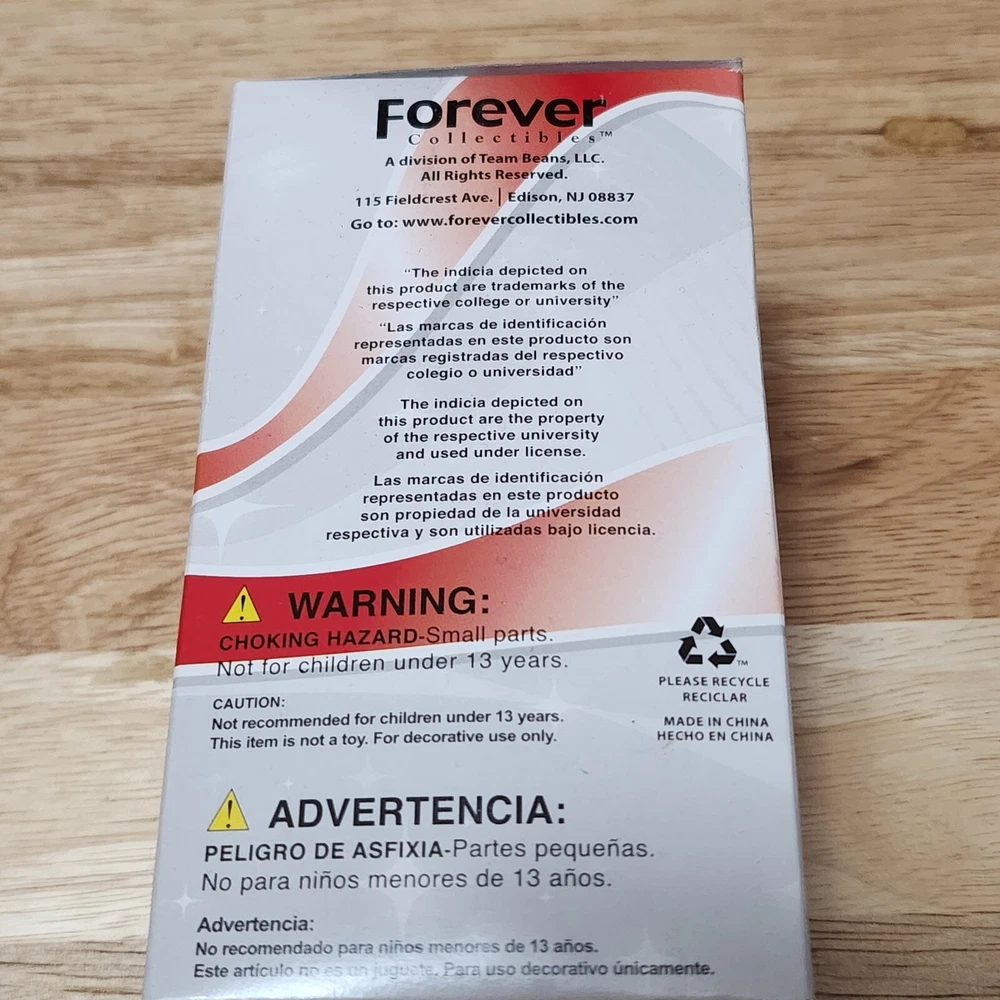 Forever
Collectibles™
A division of Team Beans, LLC.
All Rights Reserved.
115 Fieldcrest Ave. | Edison, NJ 08837
Go to: www.forevercollectibles.com
"The indicia depicted on
this product are trademarks of the
respective college or university"
"Las marcas de identificación
representadas en este producto son
marcas registradas del respectivo
colegio o universidad"
The indicia depicted on
this product are the property
of the respective university
and used under license.
Las marcas de identificación
representadas en este producto
son propiedad de la universidad
respectiva y son utilizadas bajo licencia.
WARNING:
CHOKING HAZARD-Small parts.
Not for children under 13 years.
CAUTION:
Not recommended for children under 13 years.
This item is not a toy. For decorative use only.
TM
PLEASE RECYCLE
RECICLAR
MADE IN CHINA
HECHO EN CHINA
ADVERTENCIA:
PELIGRO DE ASFIXIA-Partes pequeñas.
No para niños menores de 13 años.
Advertencia:
No recomendado para niños menores de 13 años.
Este artículo no es un juguete. Para uso decorativo únicamente.